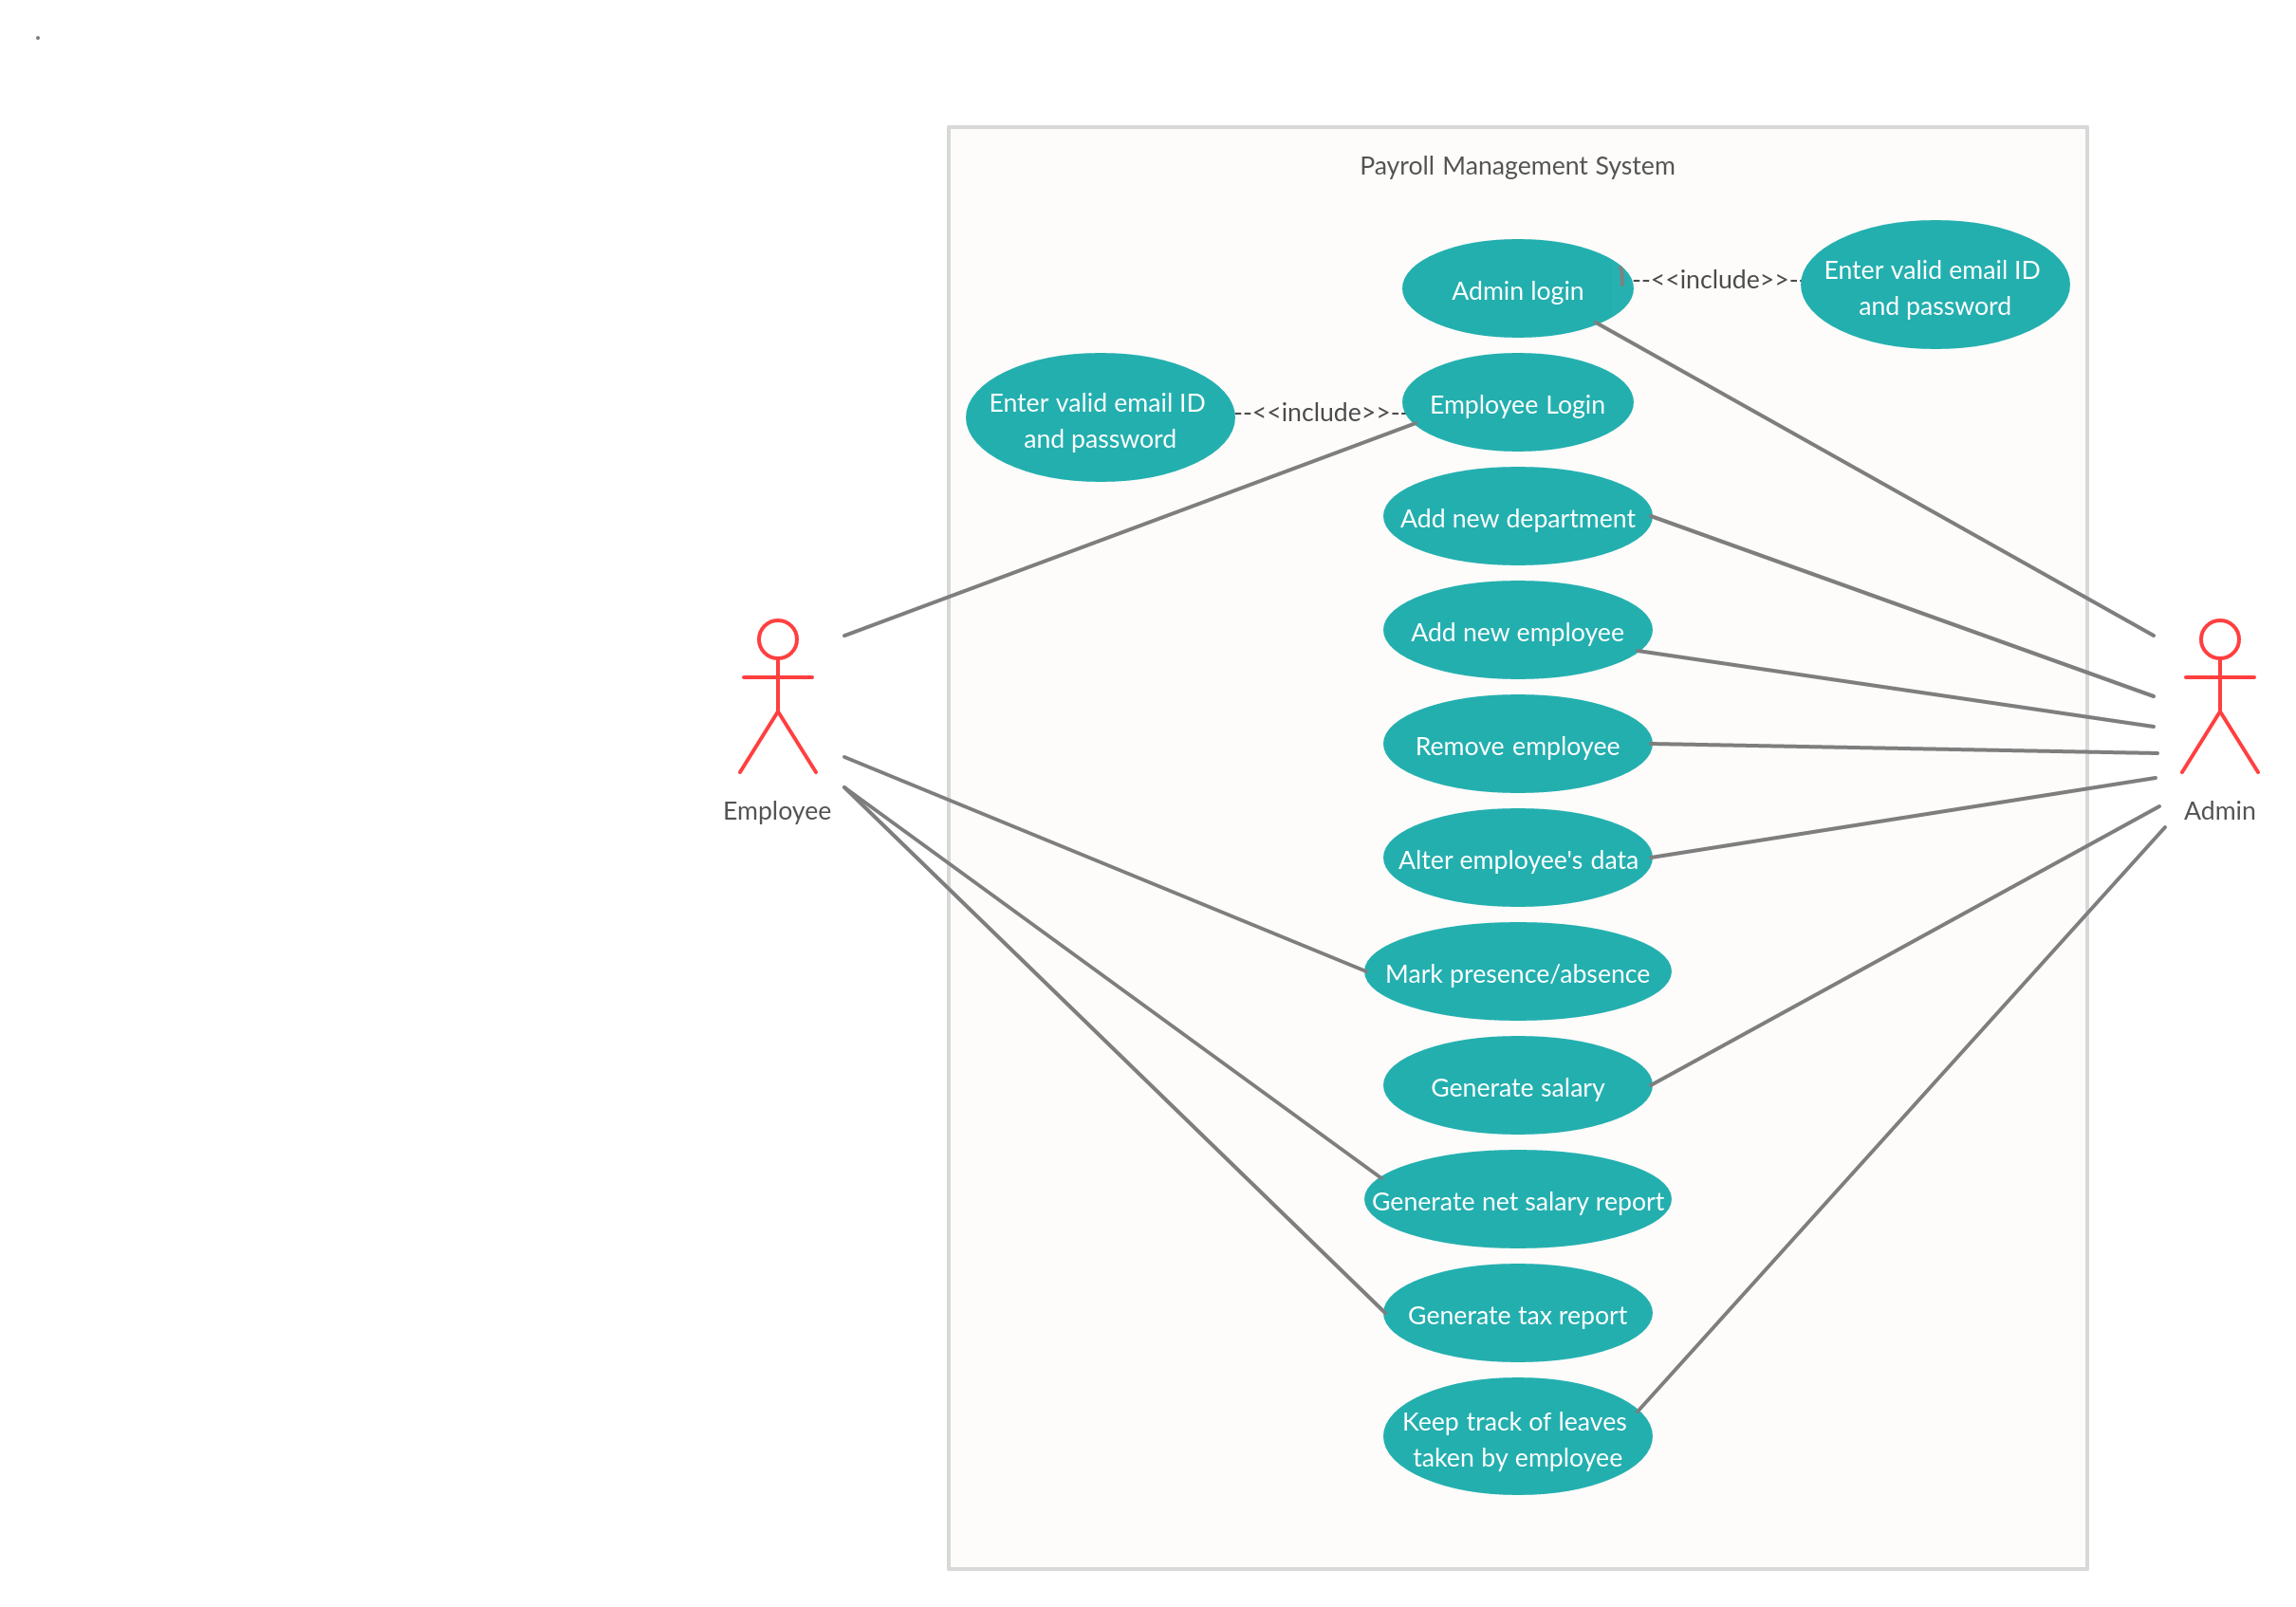 Payroll Management System
Admin login
--<<include>>--
Enter valid email ID
and password
Enter valid email ID
and password
--<<include>>--
Employee Login
Add new department
Add new employee
Remove employee
Employee
Admin
Alter employee's data
Mark presence/absence
Generate salary
Generate net salary report
Generate tax report
Keep track of leaves
taken by employee